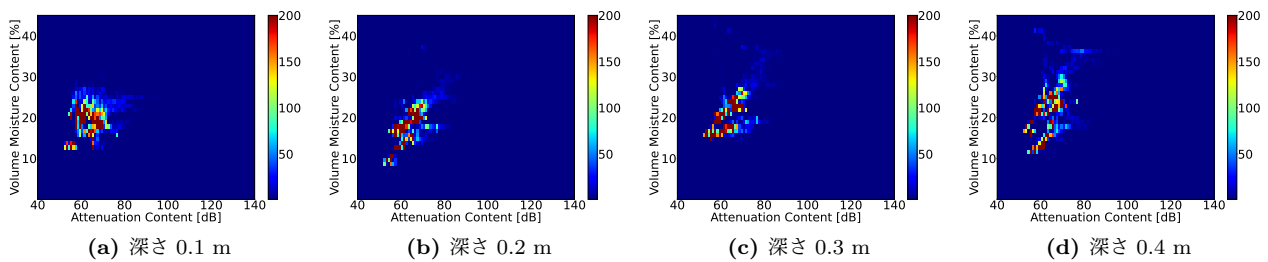 Volume Moisture Content [%]
40
30
20
10
40 60 80 100 120 140
Attenuation Content [dB]
200
150
100
50
(a) 深さ 0.1 m
Volume Moisture Content [%]
40
30
20
10
40 60 80 100 120 140
Attenuation Content [dB]
200
150
100
50
(b) 深さ 0.2 m
Volume Moisture Content [%]
40
30
20
10
40 60 80 100 120 140
Attenuation Content [dB]
200
150
100
50
(c) 深さ 0.3 m
Volume Moisture Content [%]
40
30
20
10
40 60 80 100 120 140
Attenuation Content [dB]
200
150
100
50
(d) 深さ 0.4 m